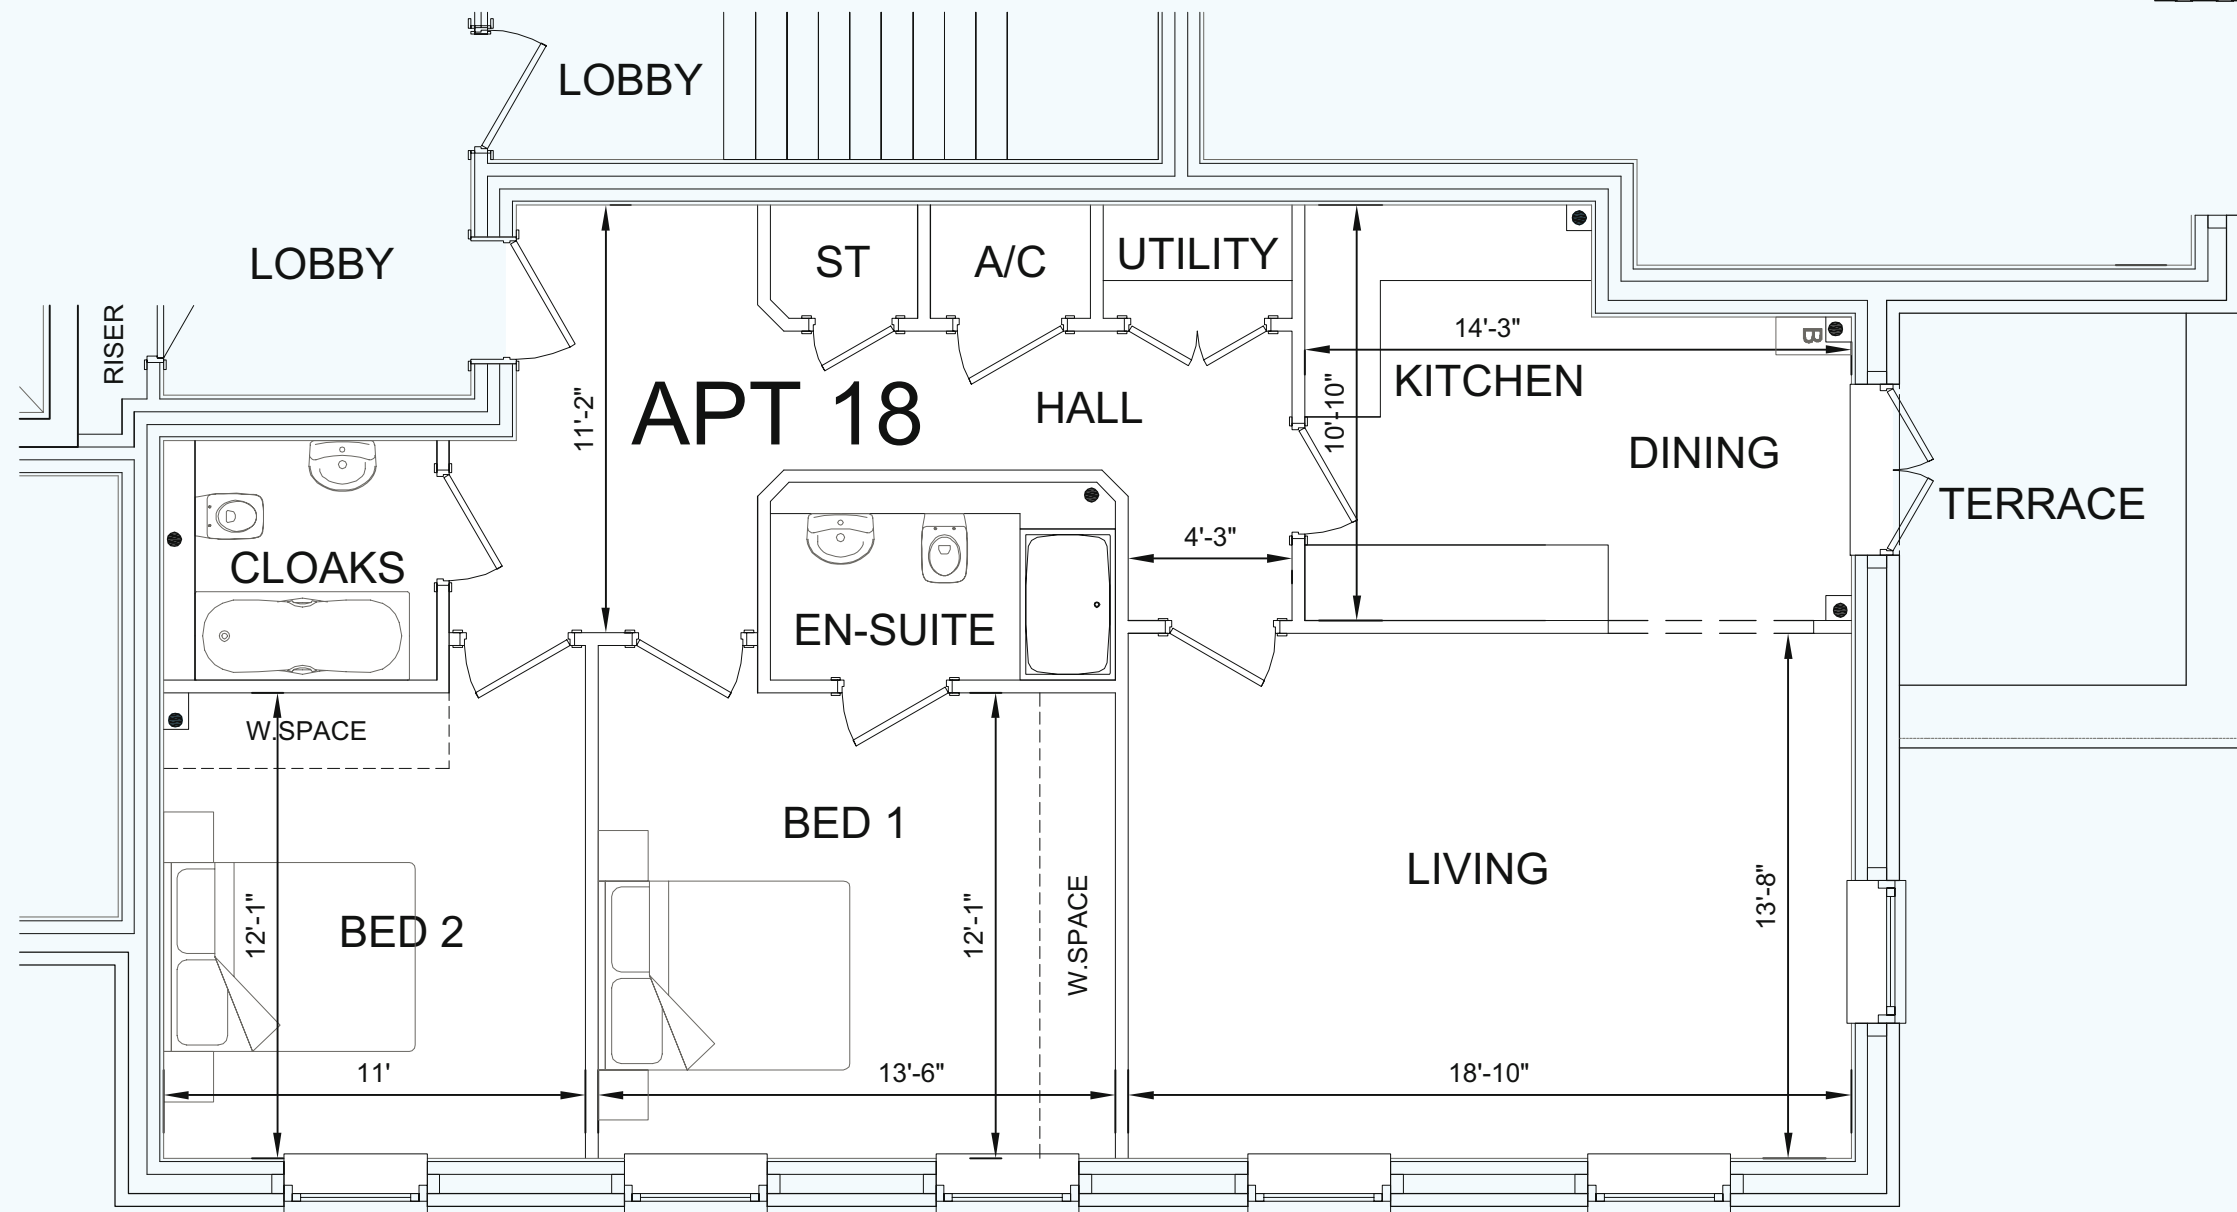 LOBBY
LOBBY
RISER
ST
A/C
UTILITY
14'-3"
B
KITCHEN
APT 18
HALL
11'-2"
10'-10"
DINING
TERRACE
CLOAKS
4'-3"
EN-SUITE
W.SPACE
BED 1
LIVING
BED 2
12'-1"
12'-1"
W.SPACE
13'-8"
11'
13'-6"
18'-10"